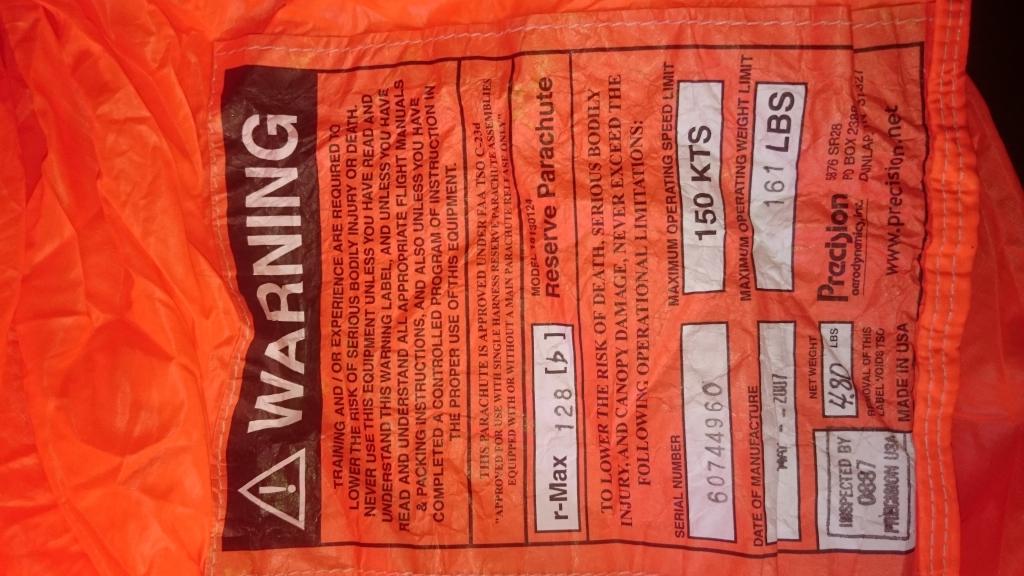 WARNING
TRAINING AND / OR EXPERIENCE ARE REQUIRED TO
LOWER THE RISK OF SERIOUS BODILY INJURY OR DEATH.
NEVER USE THIS EQUIPMENT UNLESS YOU HAVE READ AND
UNDERSTAND THIS WARNING LABEL, AND UNLESS YOU HAVE
READ AND UNDERSTAND ALL APPROPRIATE FLIGHT MANUALS
& PACKING INSTRUCTIONS, AND ALSO UNLESS YOU HAVE
COMPLETED A CONTROLLED PROGRAM OF INSTRUCTION IN
THE PROPER USE OF THIS EQUIPMENT.
THIS PARACHUTE IS APPROVED UNDER FAA TSO C-23d
"APPROVED FOR USE WITH SINGLE HARNESS RESERVE PARACHUTE ASSEMBLIES
EQUIPPED WITH OR WITHOUT A MAIN PARACHUTE RELEASE ONLY"
r-Max 128 [b]
MODEL:
Reserve Parachute
TO LOWER THE RISK OF DEATH, SERIOUS BODILY
INJURY, AND CANOPY DAMAGE, NEVER EXCEED THE
FOLLOWING OPERATIONAL LIMITATIONS:
SERIAL NUMBER
60744960
MAXIMUM OPERATING SPEED LIMIT
150 KTS
DATE OF MANUFACTURE
MAY - 2007
MAXIMUM OPERATING WEIGHT LIMIT
161 LBS
INSPECTED BY
0887
PRECISION USA
NET WEIGHT
4.80 LBS
REMOVAL OF THIS
LABEL VOIDS TSO
MADE IN USA
Precision
aerodynamics, inc.
1876 SR28
PO BOX
DUNLAP, TN 37327
www.precision.net